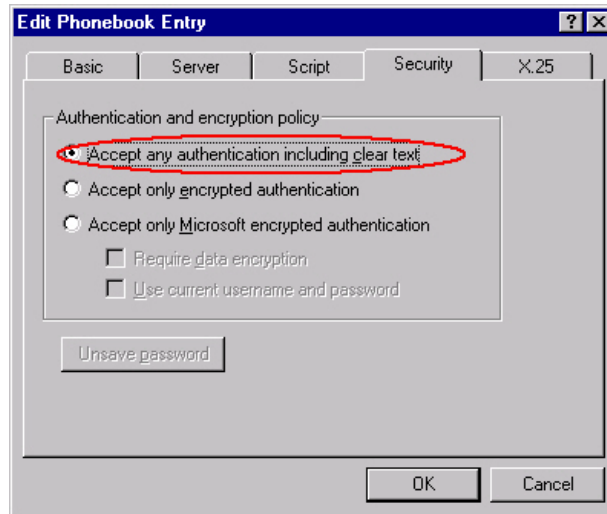 Edit Phonebook Entry
Basic Server Script Security X.25
Authentication and encryption policy
Accept any authentication including clear text
Accept only encrypted authentication
Accept only Microsoft encrypted authentication
Require data encryption
Use current username and password
Unsave password
OK Cancel